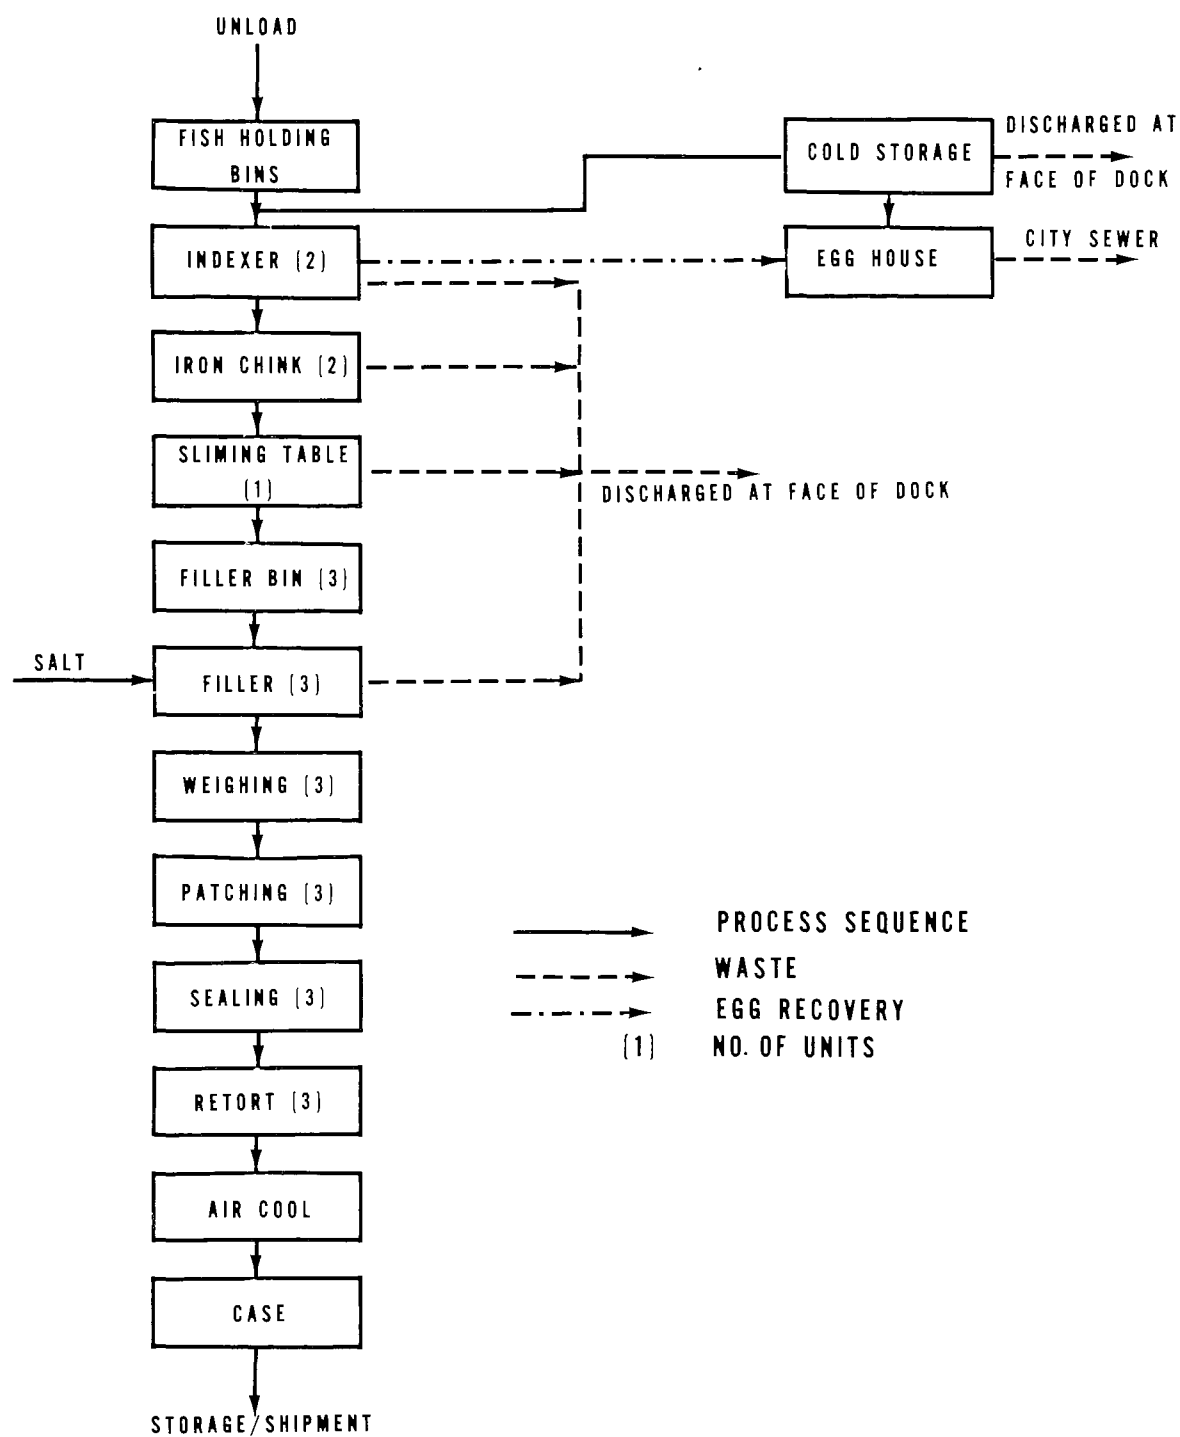 UNLOAD
FISH HOLDING
BINS
COLD STORAGE
DISCHARGED AT
FACE OF DOCK
INDEXER (2)
EGG HOUSE
CITY SEWER
IRON CHINK (2)
SLIMING TABLE
(1)
DISCHARGED AT FACE OF DOCK
FILLER BIN (3)
SALT
FILLER (3)
WEIGHING (3)
PATCHING (3)
SEALING (3)
RETORT (3)
AIR COOL
CASE
STORAGE/SHIPMENT
PROCESS SEQUENCE
WASTE
EGG RECOVERY
(1) NO. OF UNITS